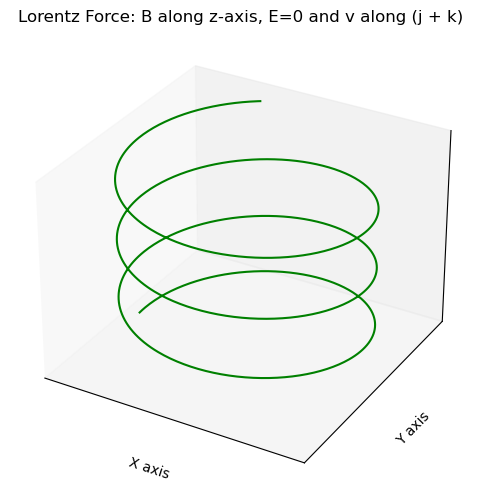 Lorentz Force: B along z-axis, E=0 and v along (j + k)
X axis
Y axis